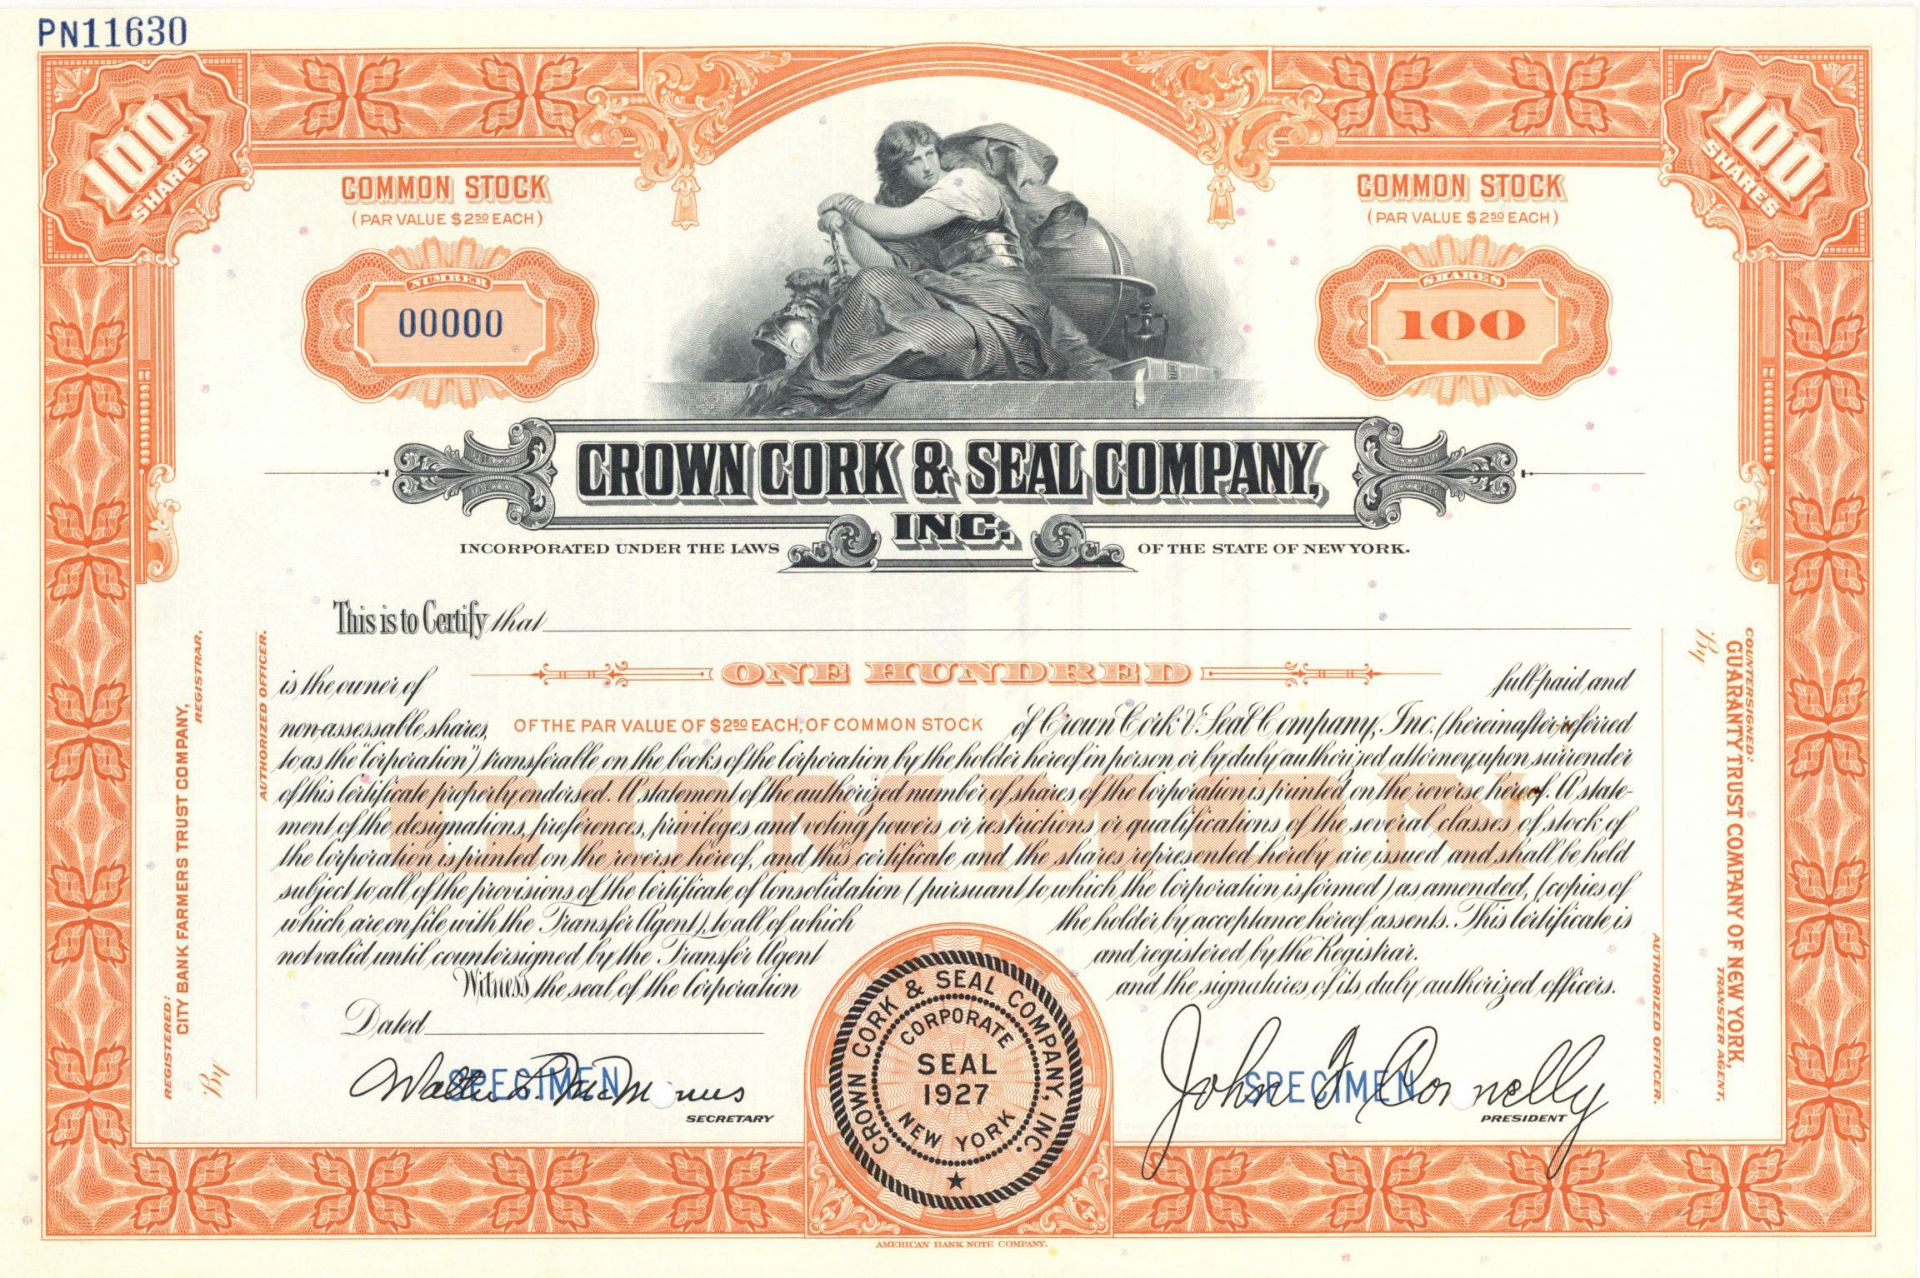 PN11630
100 SHARES
100 SHARES
COMMON STOCK
(PAR VALUE $2.50 EACH)
COMMON STOCK
(PAR VALUE $2.50 EACH)
NUMBER
00000
SHARES
100
CROWN CORK & SEAL COMPANY,
INC.
INCORPORATED UNDER THE LAWS OF THE STATE OF NEW YORK.
This is to Certify that
is the owner of ONE HUNDRED full-paid and
non-assessable shares, OF THE PAR VALUE OF $2.50 EACH, OF COMMON STOCK of Crown Cork & Seal Company, Inc. (hereinafter referred
to as the "Corporation") transferable on the books of the Corporation by the holder hereof in person or by duly authorized attorney, upon surrender
of this Certificate properly endorsed. A statement of the authorized number of shares of the Corporation is printed on the reverse hereof. A state-
ment of the designations, preferences, privileges and voting powers, or restrictions or qualifications of the several classes of stock of
the Corporation is printed on the reverse hereof, and this certificate, and the shares represented hereby are, issued and shall be held
subject to all of the provisions of the Certificate of Consolidation (pursuant to which the Corporation is formed) as amended, (copies of
which are on file with the Transfer Agent), to all of which the holder by acceptance hereof assents. This Certificate is
not valid until countersigned by the Transfer Agent and registered by the Registrar.
Witness the seal of the Corporation and the signatures of its duly authorized officers.
COMMON
Dated
Walter L. McManus
SPECIMEN
SECRETARY
John F. Connelly
SPECIMEN
PRESIDENT
CROWN CORK & SEAL COMPANY, INC.
CORPORATE
SEAL
1927
NEW YORK
REGISTERED:
CITY BANK FARMERS TRUST COMPANY,
REGISTRAR,
By
AUTHORIZED OFFICER.
COUNTERSIGNED:
GUARANTY TRUST COMPANY OF NEW YORK,
TRANSFER AGENT,
By
AUTHORIZED OFFICER.
AMERICAN BANK NOTE COMPANY.